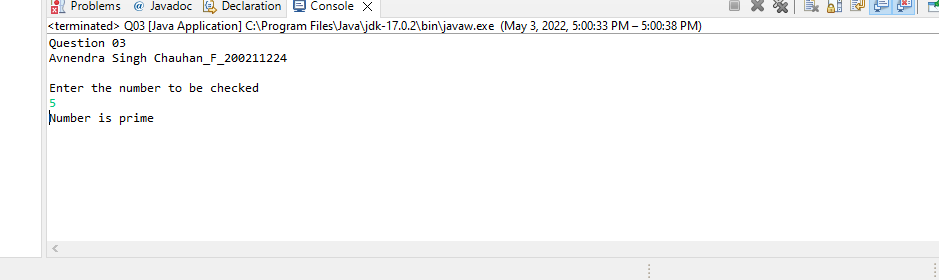 Problems @ Javadoc Declaration Console
<terminated> Q03 [Java Application] C:\Program Files\Java\jdk-17.0.2\bin\javaw.exe (May 3, 2022, 5:00:33 PM – 5:00:38 PM)
Question 03
Avnendra Singh Chauhan_F_200211224
Enter the number to be checked
5
Number is prime